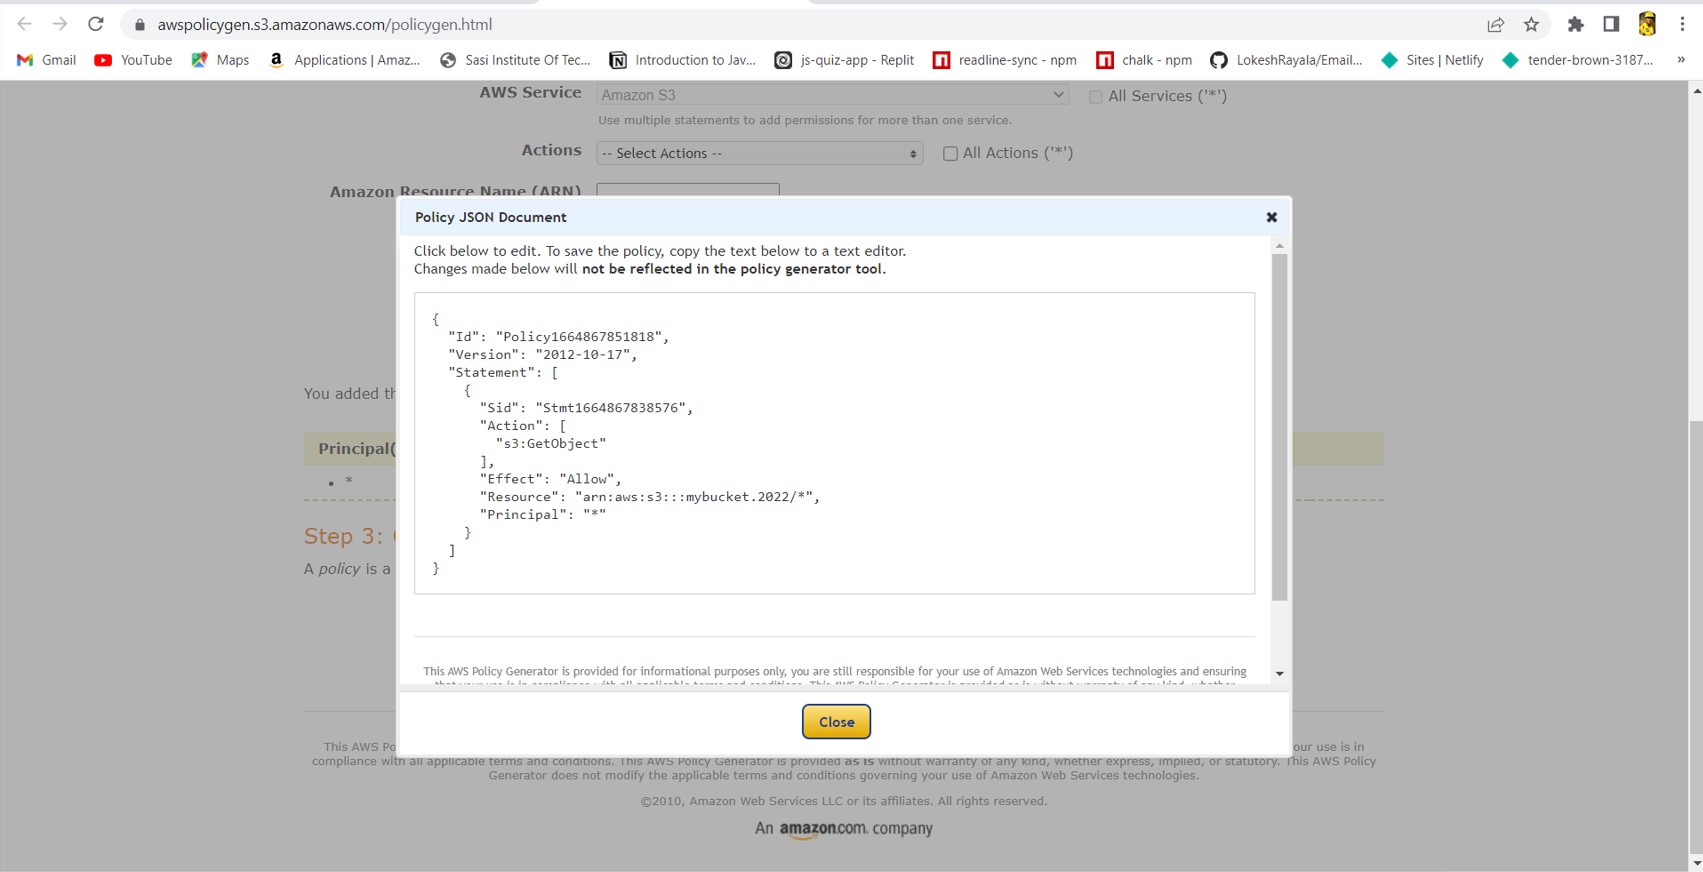 awspolicygen.s3.amazonaws.com/policygen.html
Gmail YouTube Maps Applications | Amaz... Sasi Institute Of Tec... Introduction to Jav... js-quiz-app - Replit readline-sync - npm chalk - npm LokeshRayala/Email... Sites | Netlify tender-brown-3187... »
AWS Service Amazon S3 All Services ('*')
Use multiple statements to add permissions for more than one service.
Actions -- Select Actions -- All Actions ('*')
Amazon Resource Name (ARN)
Policy JSON Document
Click below to edit. To save the policy, copy the text below to a text editor.
Changes made below will not be reflected in the policy generator tool.
{
"Id": "Policy1664867851818",
"Version": "2012-10-17",
"Statement": [
{
"Sid": "Stmt1664867838576",
"Action": [
"s3:GetObject"
],
"Effect": "Allow",
"Resource": "arn:aws:s3:::mybucket.2022/*",
"Principal": "*"
}
]
}
You added th
Principal(
• *
Step 3:
A policy is a
This AWS Policy Generator is provided for informational purposes only, you are still responsible for your use of Amazon Web Services technologies and ensuring
Close
This AWS Po our use is in
compliance with all applicable terms and conditions. This AWS Policy Generator is provided as is without warranty of any kind, whether express, implied, or statutory. This AWS Policy
Generator does not modify the applicable terms and conditions governing your use of Amazon Web Services technologies.
©2010, Amazon Web Services LLC or its affiliates. All rights reserved.
An amazon.com. company